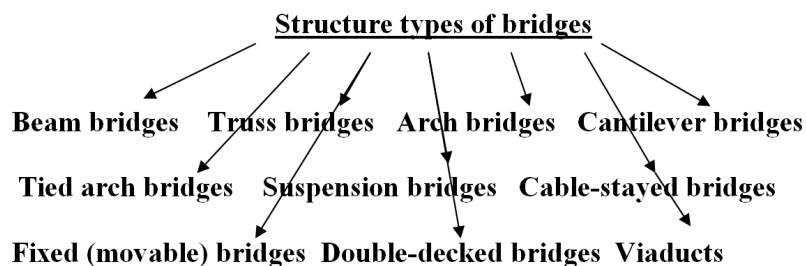 Structure types of bridges
Beam bridges Truss bridges Arch bridges Cantilever bridges
Tied arch bridges Suspension bridges Cable-stayed bridges
Fixed (movable) bridges Double-decked bridges Viaducts